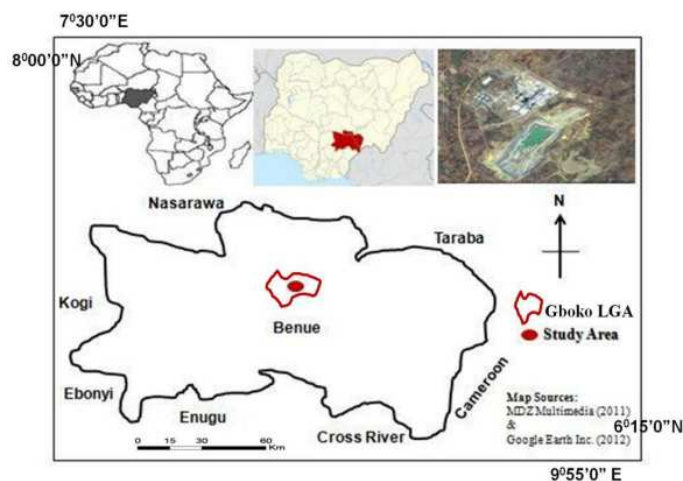 7⁰30’0”E
8⁰00’0”N
Nasarawa
N
Taraba
Kogi
Gboko LGA
Benue
Study Area
Ebonyi
Enugu
Cross River
Cameroon
Map Sources:
MDZ Multimedia (2011)
&
Google Earth Inc. (2012)
0 15 30 60
Km
6⁰15’0”N
9⁰55’0” E